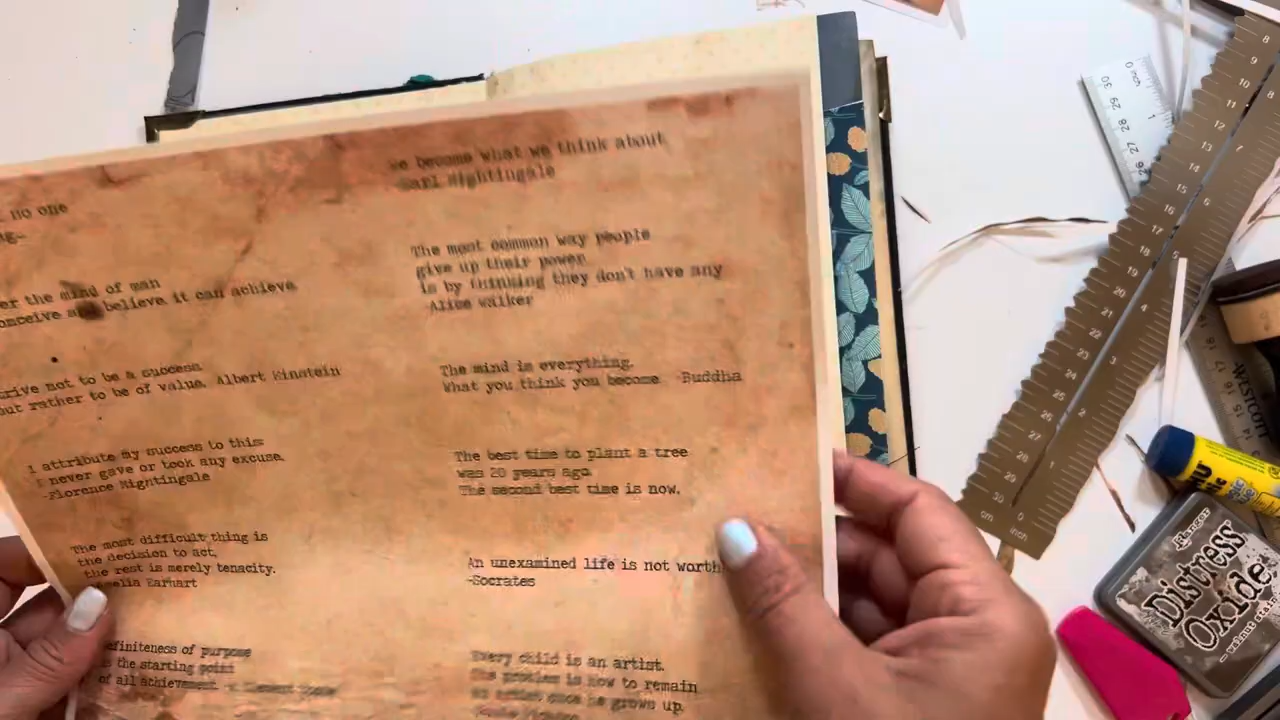 no one
er the mind of man
believe it can achieve
rive not to be a success
ut rather to be of value. Albert Einstein
I attribute my success to this
I never gave or took any excuse.
-Florence Nightingale
The most difficult thing is
the decision to act,
the rest is merely tenacity.
Amelia Earhart
efiniteness of purpose
is the starting point
of all achievement.
we become what we think about
Earl Nightingale
The most common way people
give up their power
is by thinking they don't have any
-Alice Walker
The mind is everything.
What you think you become -Buddha
The best time to plant a tree
was 20 years ago.
The second best time is now.
An unexamined life is not worth
-Socrates
Every child is an artist.
The problem is how to remain
an artist once he grows up.
Ranger
Distress
Oxide
walnut stain
WESTCOTT
cm
inch